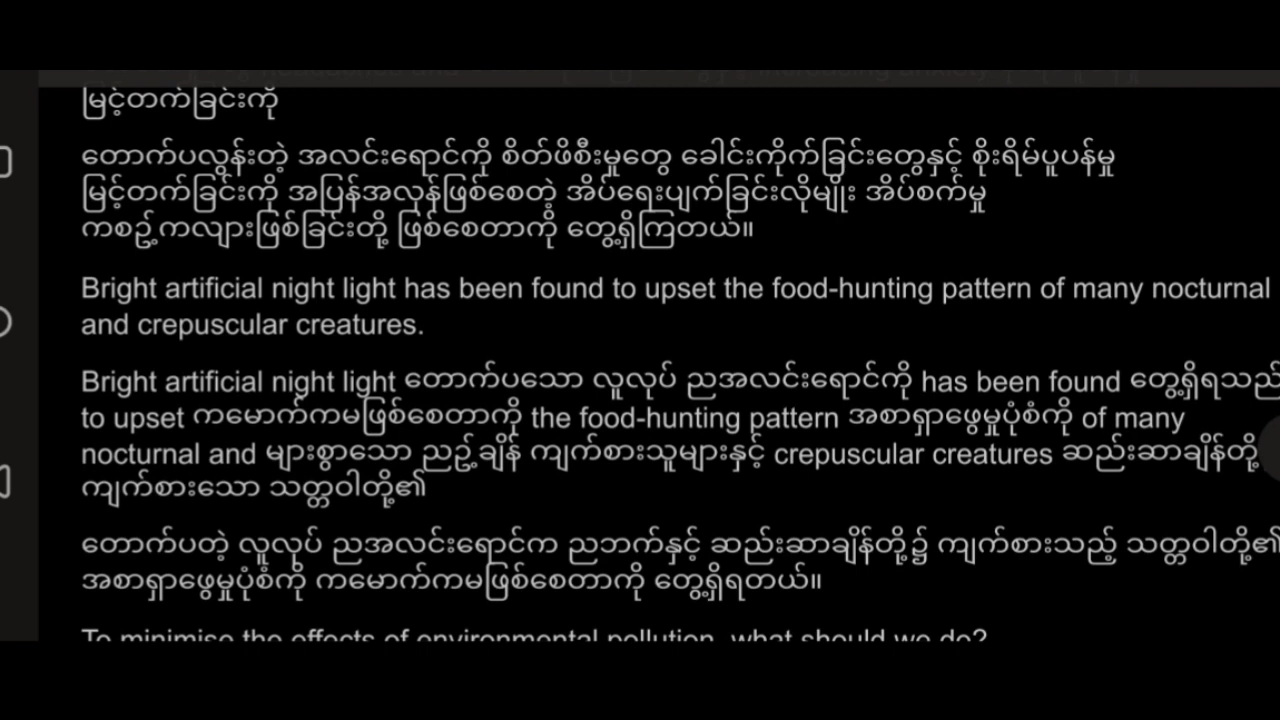 မြင့်တက်ခြင်းကို
တောက်ပလွန်းတဲ့ အလင်းရောင်ကို စိတ်ဖိစီးမှုတွေ ခေါင်းကိုက်ခြင်းတွေနှင့် စိုးရိမ်ပူပန်မှု
မြင့်တက်ခြင်းကို အပြန်အလှန်ဖြစ်စေတဲ့ အိပ်ရေးပျက်ခြင်းလိုမျိုး အိပ်စက်မှု
ကစဥ့်ကလျားဖြစ်ခြင်းတို့ ဖြစ်စေတာကို တွေ့ရှိကြတယ်။
Bright artificial night light has been found to upset the food-hunting pattern of many nocturnal
and crepuscular creatures.
Bright artificial night light တောက်ပသော လူလုပ် ညအလင်းရောင်ကို has been found တွေ့ရှိရသည်
to upset ကမောက်ကမဖြစ်စေတာကို the food-hunting pattern အစာရှာဖွေမှုပုံစံကို of many
nocturnal and များစွာသော ညဥ့်ချိန် ကျက်စားသူများနှင့် crepuscular creatures ဆည်းဆာချိန်တို့
ကျက်စားသော သတ္တဝါတို့၏
တောက်ပတဲ့ လူလုပ် ညအလင်းရောင်က ညဘက်နှင့် ဆည်းဆာချိန်တို့၌ ကျက်စားသည့် သတ္တဝါတို့၏
အစာရှာဖွေမှုပုံစံကို ကမောက်ကမဖြစ်စေတာကို တွေ့ရှိရတယ်။
To minimise the effects of environmental pollution, what should we do?